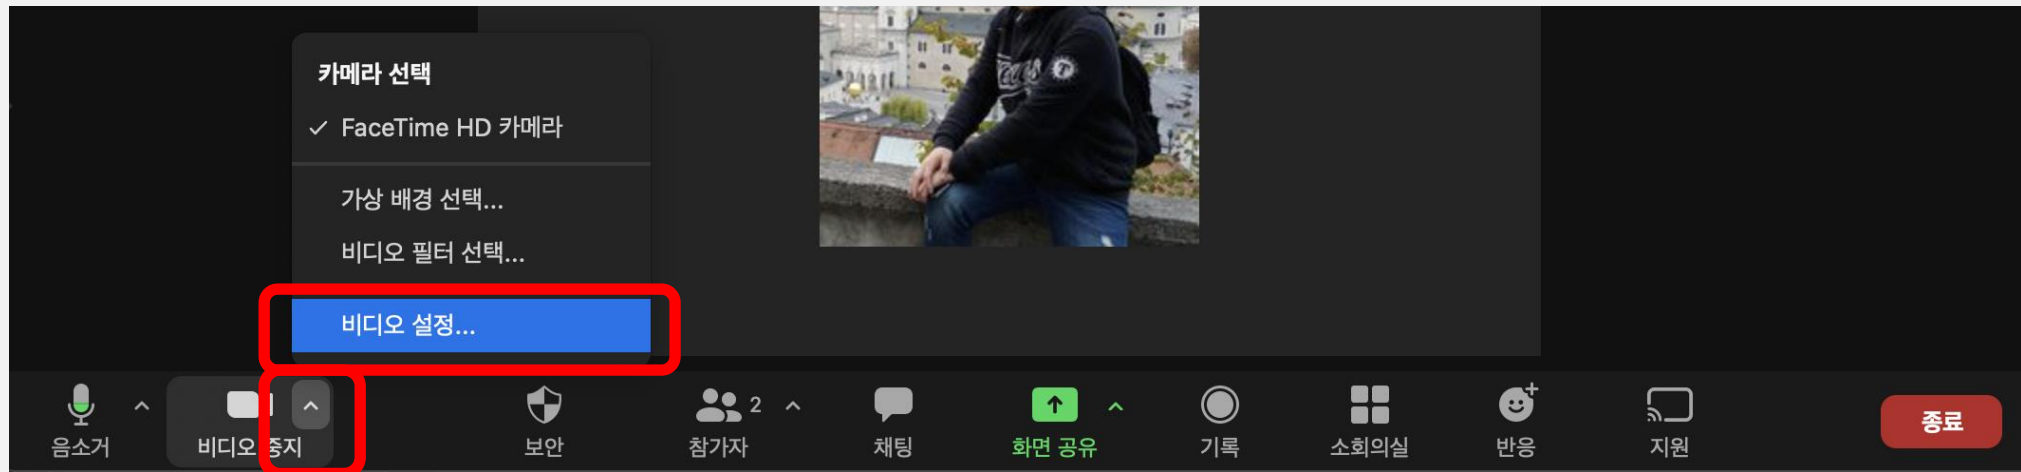 카메라 선택
✓ FaceTime HD 카메라
가상 배경 선택...
비디오 필터 선택...
비디오 설정...
음소거
비디오 중지
보안
2
참가자
채팅
화면 공유
기록
소회의실
반응
지원
종료